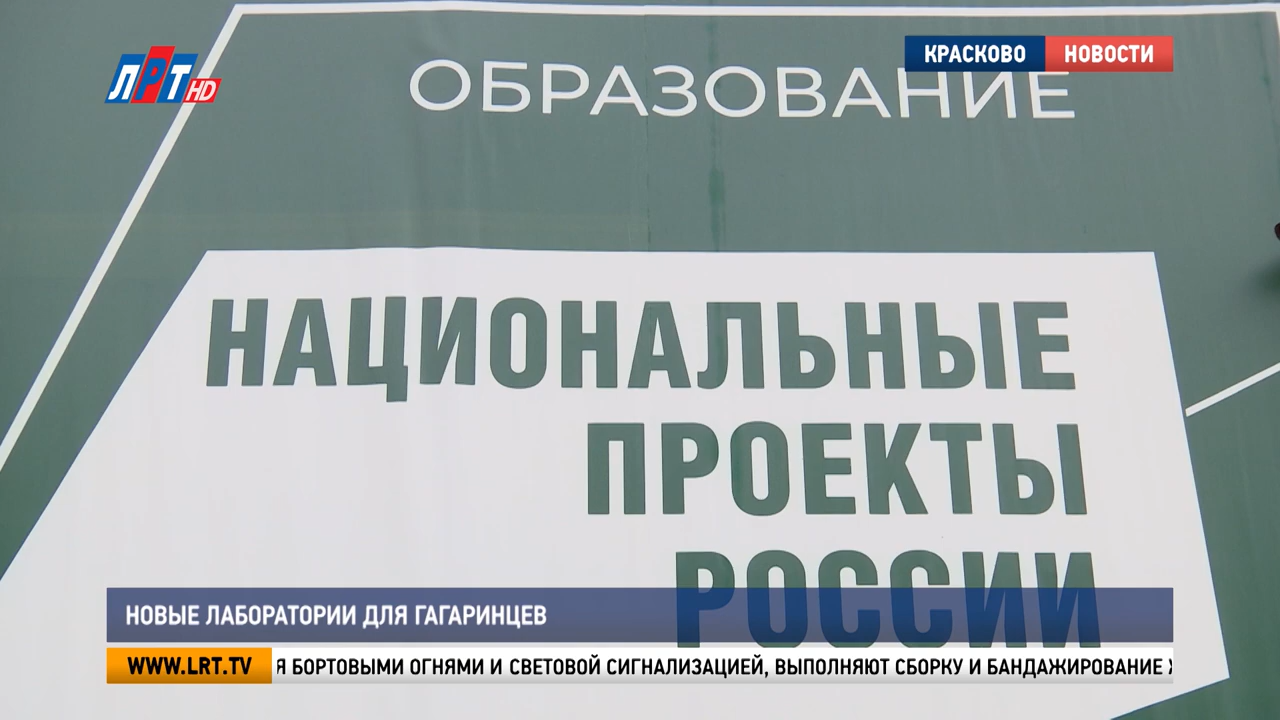 ЛРТ HD
КРАСКОВО НОВОСТИ
ОБРАЗОВАНИЕ
НАЦИОНАЛЬНЫЕ
ПРОЕКТЫ
РОССИИ
НОВЫЕ ЛАБОРАТОРИИ ДЛЯ ГАГАРИНЦЕВ
WWW.LRT.TV Я БОРТОВЫМИ ОГНЯМИ И СВЕТОВОЙ СИГНАЛИЗАЦИЕЙ, ВЫПОЛНЯЮТ СБОРКУ И БАНДАЖИРОВАНИЕ